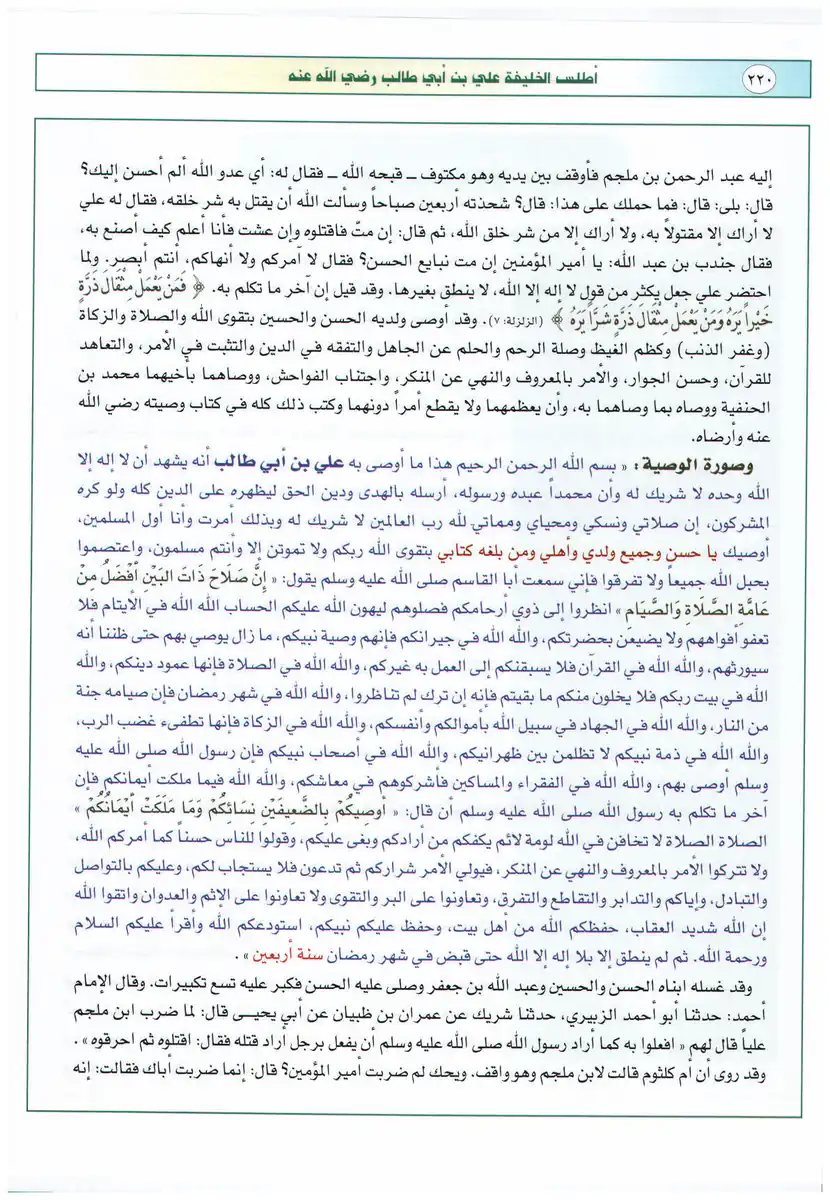 ٢٢٠
أطلس الخليفة علي بن أبي طالب رضي الله عنه
إليه عبد الرحمن بن ملجم فأوقف بين يديه وهو مكتوف ــ قبحه الله ــ فقال له: أي عدو الله ألم أحسن إليك؟
قال: بلى: قال: فما حملك على هذا: قال؟ شحذته أربعين صباحاً وسألت الله أن يقتل به شر خلقه، فقال له علي
لا أراك إلا مقتولاً به، ولا أراك إلا من شر خلق الله، ثم قال: إن متّ فاقتلوه وإن عشت فأنا أعلم كيف أصنع به،
فقال جندب بن عبد الله: يا أمير المؤمنين إن مت نبايع الحسن؟ فقال لا آمركم ولا أنهاكم، أنتم أبصر. ولما
احتضر علي جعل يكثر من قول لا إله إلا الله، لا ينطق بغيرها. وقد قيل إن آخر ما تكلم به. ﴿ فَمَنْ يَعْمَلْ مِثْقَالَ ذَرَّةٍ
خَيْراً يَرَهُ وَمَنْ يَعْمَلْ مِثْقَالَ ذَرَّةٍ شَرّاً يَرَهُ ﴾ (الزلزلة: ٧). وقد أوصى ولديه الحسن والحسين بتقوى الله والصلاة والزكاة
(وغفر الذنب) وكظم الغيظ وصلة الرحم والحلم عن الجاهل والتفقه في الدين والتثبت في الأمر، والتعاهد
للقرآن، وحسن الجوار، والأمر بالمعروف والنهي عن المنكر، واجتناب الفواحش، ووصاهما بأخيهما محمد بن
الحنفية ووصاه بما وصاهما به، وأن يعظمهما ولا يقطع أمراً دونهما وكتب ذلك كله في كتاب وصيته رضي الله
عنه وأرضاه.
وصورة الوصية: « بسم الله الرحمن الرحيم هذا ما أوصى به علي بن أبي طالب أنه يشهد أن لا إله إلا
الله وحده لا شريك له وأن محمداً عبده ورسوله، أرسله بالهدى ودين الحق ليظهره على الدين كله ولو كره
المشركون، إن صلاتي ونسكي ومحياي ومماتي لله رب العالمين لا شريك له وبذلك أمرت وأنا أول المسلمين،
أوصيك يا حسن وجميع ولدي وأهلي ومن بلغه كتابي بتقوى الله ربكم ولا تموتن إلا وأنتم مسلمون، واعتصموا
بحبل الله جميعاً ولا تفرقوا فإني سمعت أبا القاسم صلى الله عليه وسلم يقول: « إِنَّ صَلَاحَ ذَاتَ البَيْنِ أَفْضَلُ مِنْ
عَامَّةِ الصَّلَاةِ وَالصِّيَامِ » انظروا إلى ذوي أرحامكم فصلوهم ليهون الله عليكم الحساب الله الله في الأيتام فلا
تعفو أفواههم ولا يضيعن بحضرتكم، والله الله في جيرانكم فإنهم وصية نبيكم، ما زال يوصي بهم حتى ظننا أنه
سيورثهم، والله الله في القرآن فلا يسبقنكم إلى العمل به غيركم، والله الله في الصلاة فإنها عمود دينكم، والله
الله في بيت ربكم فلا يخلون منكم ما بقيتم فإنه إن ترك لم تناظروا، والله الله في شهر رمضان فإن صيامه جنة
من النار، والله الله في الجهاد في سبيل الله بأموالكم وأنفسكم، والله الله في الزكاة فإنها تطفىء غضب الرب،
والله الله في ذمة نبيكم لا تظلمن بين ظهرانيكم، والله الله في أصحاب نبيكم فإن رسول الله صلى الله عليه
وسلم أوصى بهم، والله الله في الفقراء والمساكين فأشركوهم في معاشكم، والله الله فيما ملكت أيمانكم فإن
آخر ما تكلم به رسول الله صلى الله عليه وسلم أن قال: « أُوصِيكُمْ بِالضَّعِيفَيْنِ نِسَائِكُمْ وَمَا مَلَكَتْ أَيْمَانُكُمْ »
الصلاة الصلاة لا تخافن في الله لومة لائم يكفكم من أرادكم وبغى عليكم، وقولوا للناس حسناً كما أمركم الله،
ولا تتركوا الأمر بالمعروف والنهي عن المنكر، فيولي الأمر شراركم ثم تدعون فلا يستجاب لكم، وعليكم بالتواصل
والتبادل، وإياكم والتدابر والتقاطع والتفرق، وتعاونوا على البر والتقوى ولا تعاونوا على الإثم والعدوان واتقوا الله
إن الله شديد العقاب، حفظكم الله من أهل بيت، وحفظ عليكم نبيكم، استودعكم الله وأقرأ عليكم السلام
ورحمة الله. ثم لم ينطق إلا بلا إله إلا الله حتى قبض في شهر رمضان سنة أربعين » .
وقد غسله ابناه الحسن والحسين وعبد الله بن جعفر وصلى عليه الحسن فكبر عليه تسع تكبيرات. وقال الإمام
أحمد: حدثنا أبو أحمد الزبيري، حدثنا شريك عن عمران بن ظبيان عن أبي يحيـى قال: لما ضرب ابن ملجم
علياً قال لهم « افعلوا به كما أراد رسول الله صلى الله عليه وسلم أن يفعل برجل أراد قتله فقال: اقتلوه ثم احرقوه» .
وقد روى أن أم كلثوم قالت لابن ملجم وهو واقف. ويحك لم ضربت أمير المؤمنين؟ قال: إنما ضربت أباك فقالت: إنه